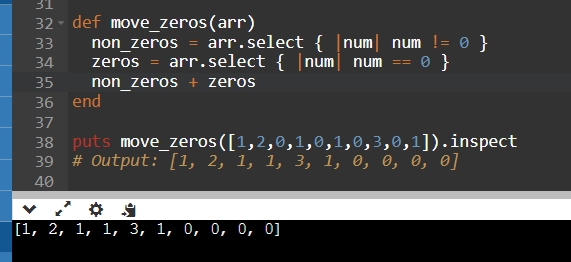 31
32 def move_zeros(arr)
33 non_zeros = arr.select { |num| num != 0 }
34 zeros = arr.select { |num| num == 0 }
35 non_zeros + zeros
36 end
37
38 puts move_zeros([1,2,0,1,0,1,0,3,0,1]).inspect
39 # Output: [1, 2, 1, 1, 3, 1, 0, 0, 0, 0]
40
[1, 2, 1, 1, 3, 1, 0, 0, 0, 0]